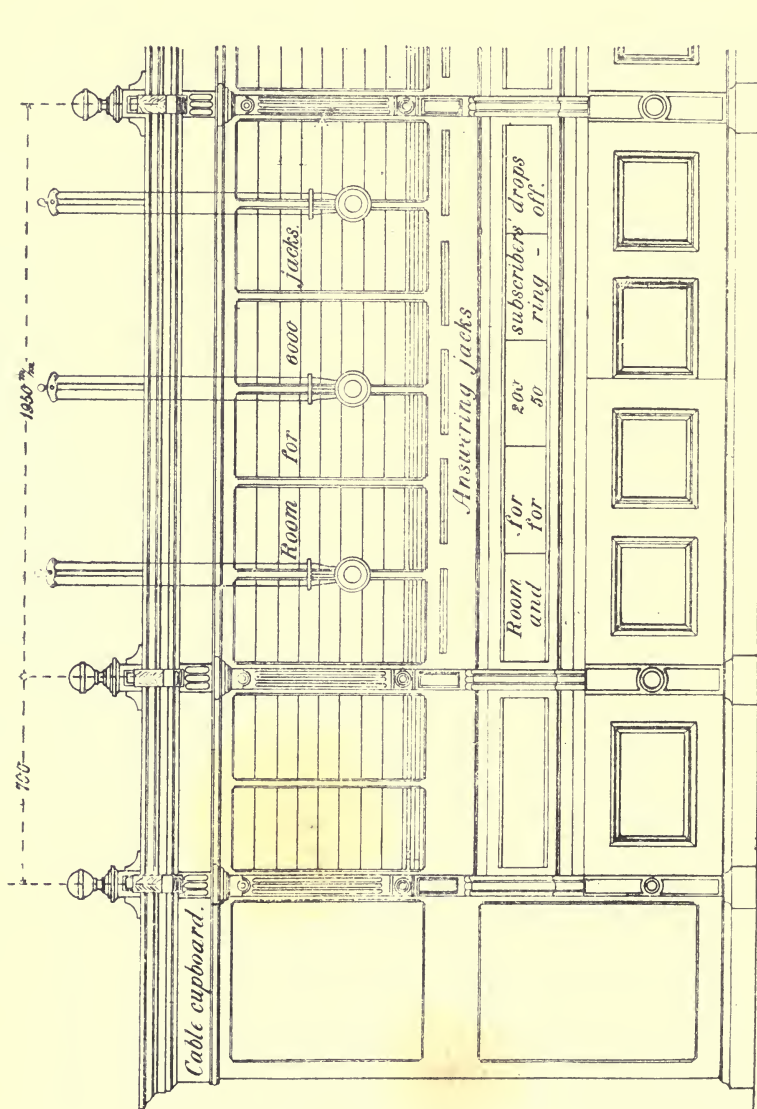 700
1950 m/m
Cable cupboard.
Room for 6000 jacks.
Answering jacks
Room for 200 subscribers' drops
and for 50 ring - off.